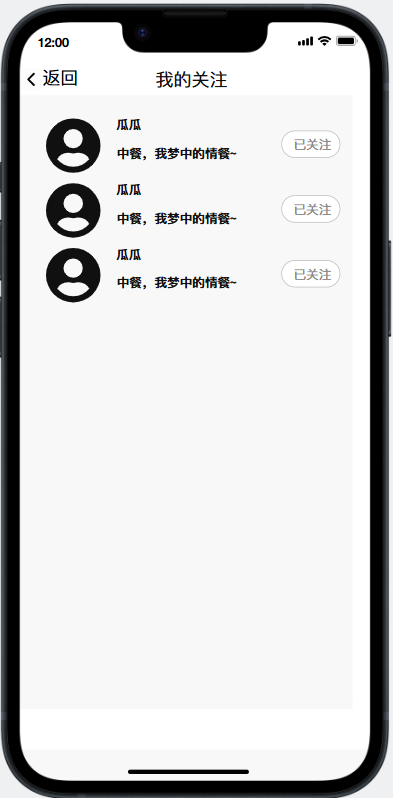 12:00
返回
我的关注
瓜瓜
中餐，我梦中的情餐~
已关注
瓜瓜
中餐，我梦中的情餐~
已关注
瓜瓜
中餐，我梦中的情餐~
已关注